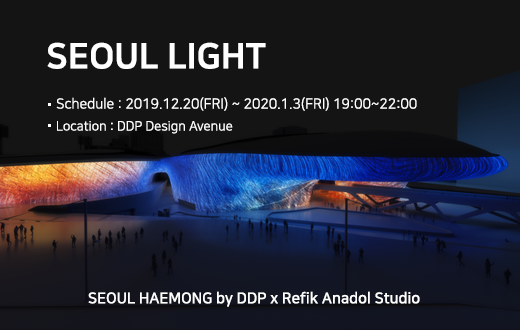 SEOUL LIGHT
· Schedule : 2019.12.20(FRI) ~ 2020.1.3(FRI) 19:00~22:00
· Location : DDP Design Avenue
SEOUL HAEMONG by DDP x Refik Anadol Studio